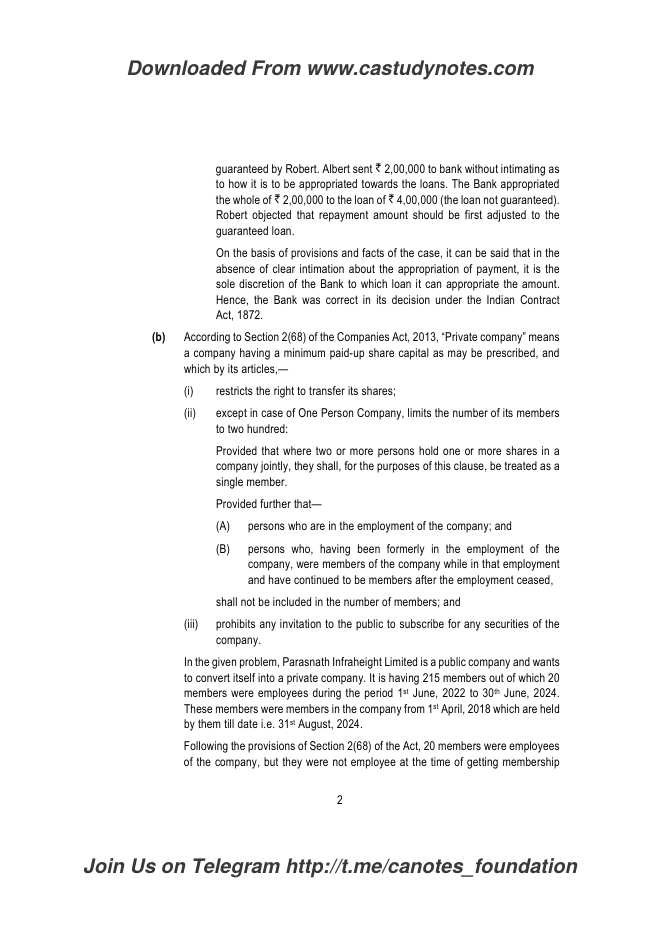 Downloaded From www.castudynotes.com
guaranteed by Robert. Albert sent ₹ 2,00,000 to bank without intimating as
to how it is to be appropriated towards the loans. The Bank appropriated
the whole of ₹ 2,00,000 to the loan of ₹ 4,00,000 (the loan not guaranteed).
Robert objected that repayment amount should be first adjusted to the
guaranteed loan.
On the basis of provisions and facts of the case, it can be said that in the
absence of clear intimation about the appropriation of payment, it is the
sole discretion of the Bank to which loan it can appropriate the amount.
Hence, the Bank was correct in its decision under the Indian Contract
Act, 1872.
(b) According to Section 2(68) of the Companies Act, 2013, “Private company” means
a company having a minimum paid-up share capital as may be prescribed, and
which by its articles,—
(i) restricts the right to transfer its shares;
(ii) except in case of One Person Company, limits the number of its members
to two hundred:
Provided that where two or more persons hold one or more shares in a
company jointly, they shall, for the purposes of this clause, be treated as a
single member.
Provided further that—
(A) persons who are in the employment of the company; and
(B) persons who, having been formerly in the employment of the
company, were members of the company while in that employment
and have continued to be members after the employment ceased,
shall not be included in the number of members; and
(iii) prohibits any invitation to the public to subscribe for any securities of the
company.
In the given problem, Parasnath Infraheight Limited is a public company and wants
to convert itself into a private company. It is having 215 members out of which 20
members were employees during the period 1st June, 2022 to 30th June, 2024.
These members were members in the company from 1st April, 2018 which are held
by them till date i.e. 31st August, 2024.
Following the provisions of Section 2(68) of the Act, 20 members were employees
of the company, but they were not employee at the time of getting membership
2
Join Us on Telegram http://t.me/canotes_foundation